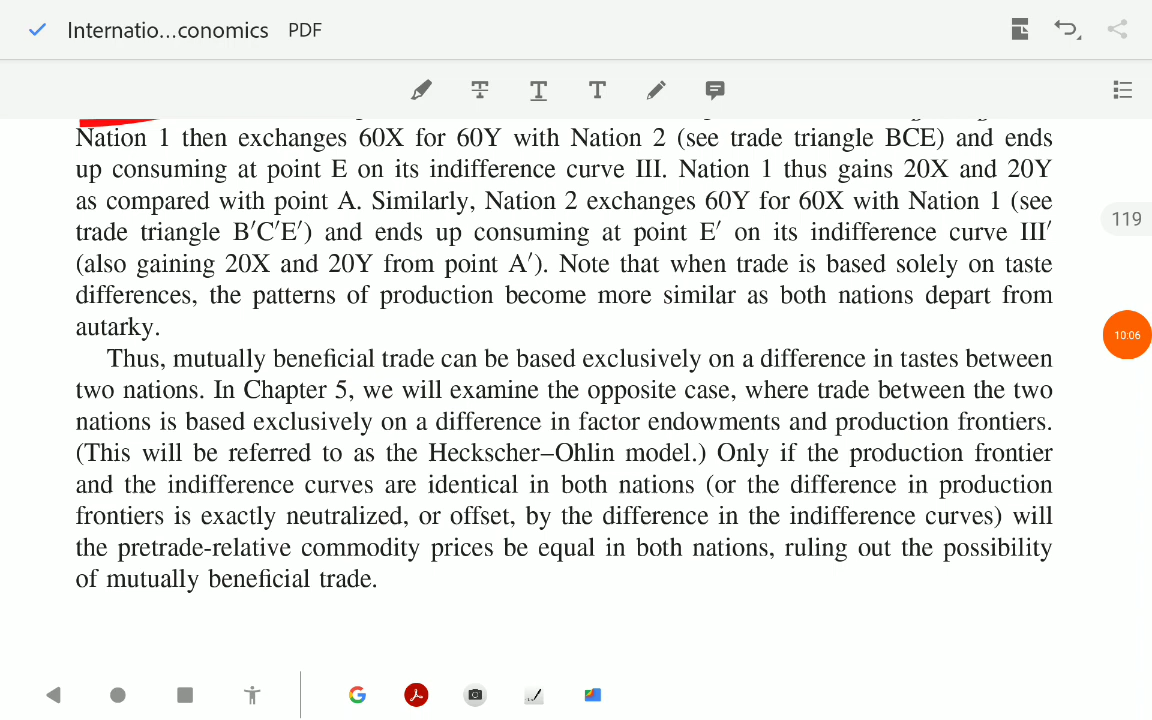 Internatio...conomics PDF
Nation 1 then exchanges 60X for 60Y with Nation 2 (see trade triangle BCE) and ends
up consuming at point E on its indifference curve III. Nation 1 thus gains 20X and 20Y
as compared with point A. Similarly, Nation 2 exchanges 60Y for 60X with Nation 1 (see
trade triangle B′C′E′) and ends up consuming at point E′ on its indifference curve III′
(also gaining 20X and 20Y from point A′). Note that when trade is based solely on taste
differences, the patterns of production become more similar as both nations depart from
autarky.
Thus, mutually beneficial trade can be based exclusively on a difference in tastes between
two nations. In Chapter 5, we will examine the opposite case, where trade between the two
nations is based exclusively on a difference in factor endowments and production frontiers.
(This will be referred to as the Heckscher–Ohlin model.) Only if the production frontier
and the indifference curves are identical in both nations (or the difference in production
frontiers is exactly neutralized, or offset, by the difference in the indifference curves) will
the pretrade-relative commodity prices be equal in both nations, ruling out the possibility
of mutually beneficial trade.
119
10:06